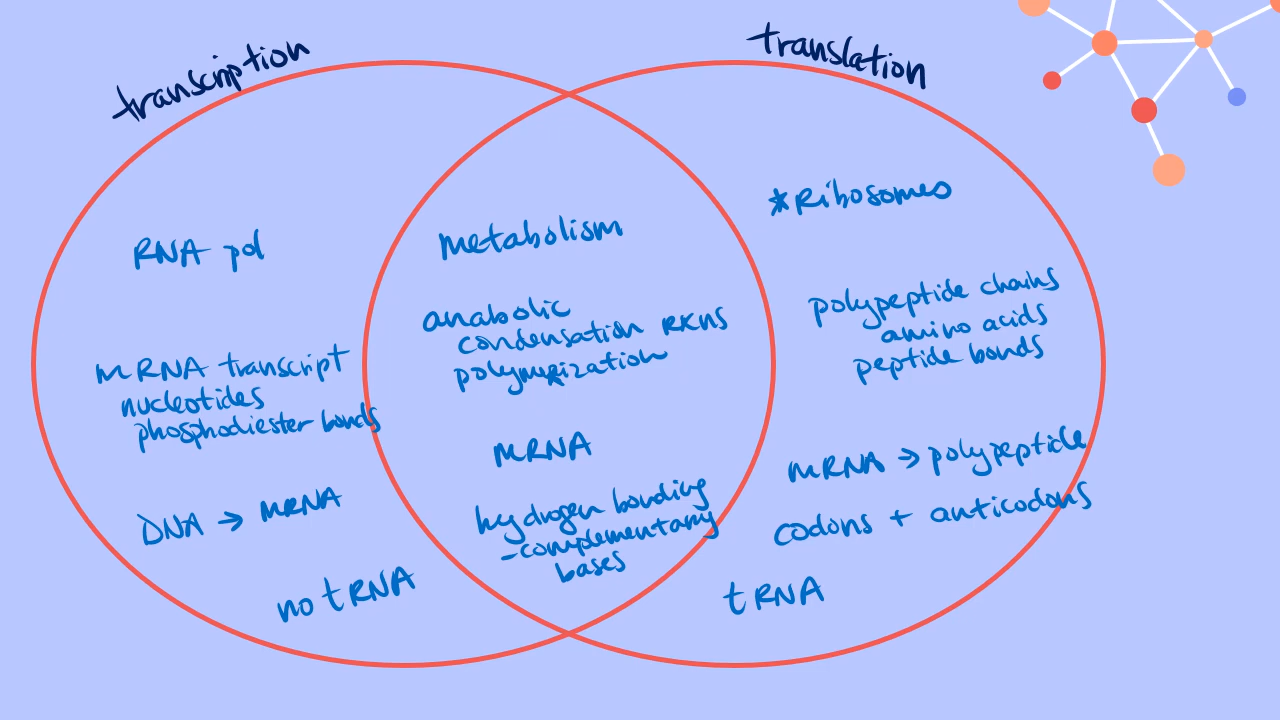 transcription
translation
RNA pol
mRNA transcript
nucleotides
phosphodiester bonds
DNA → mRNA
no tRNA
metabolism
anabolic
condensation rxns
polymerization
mRNA
hydrogen bonding
-complementary
bases
*Ribosomes
polypeptide chains
amino acids
peptide bonds
mRNA → polypeptide
codons + anticodons
tRNA